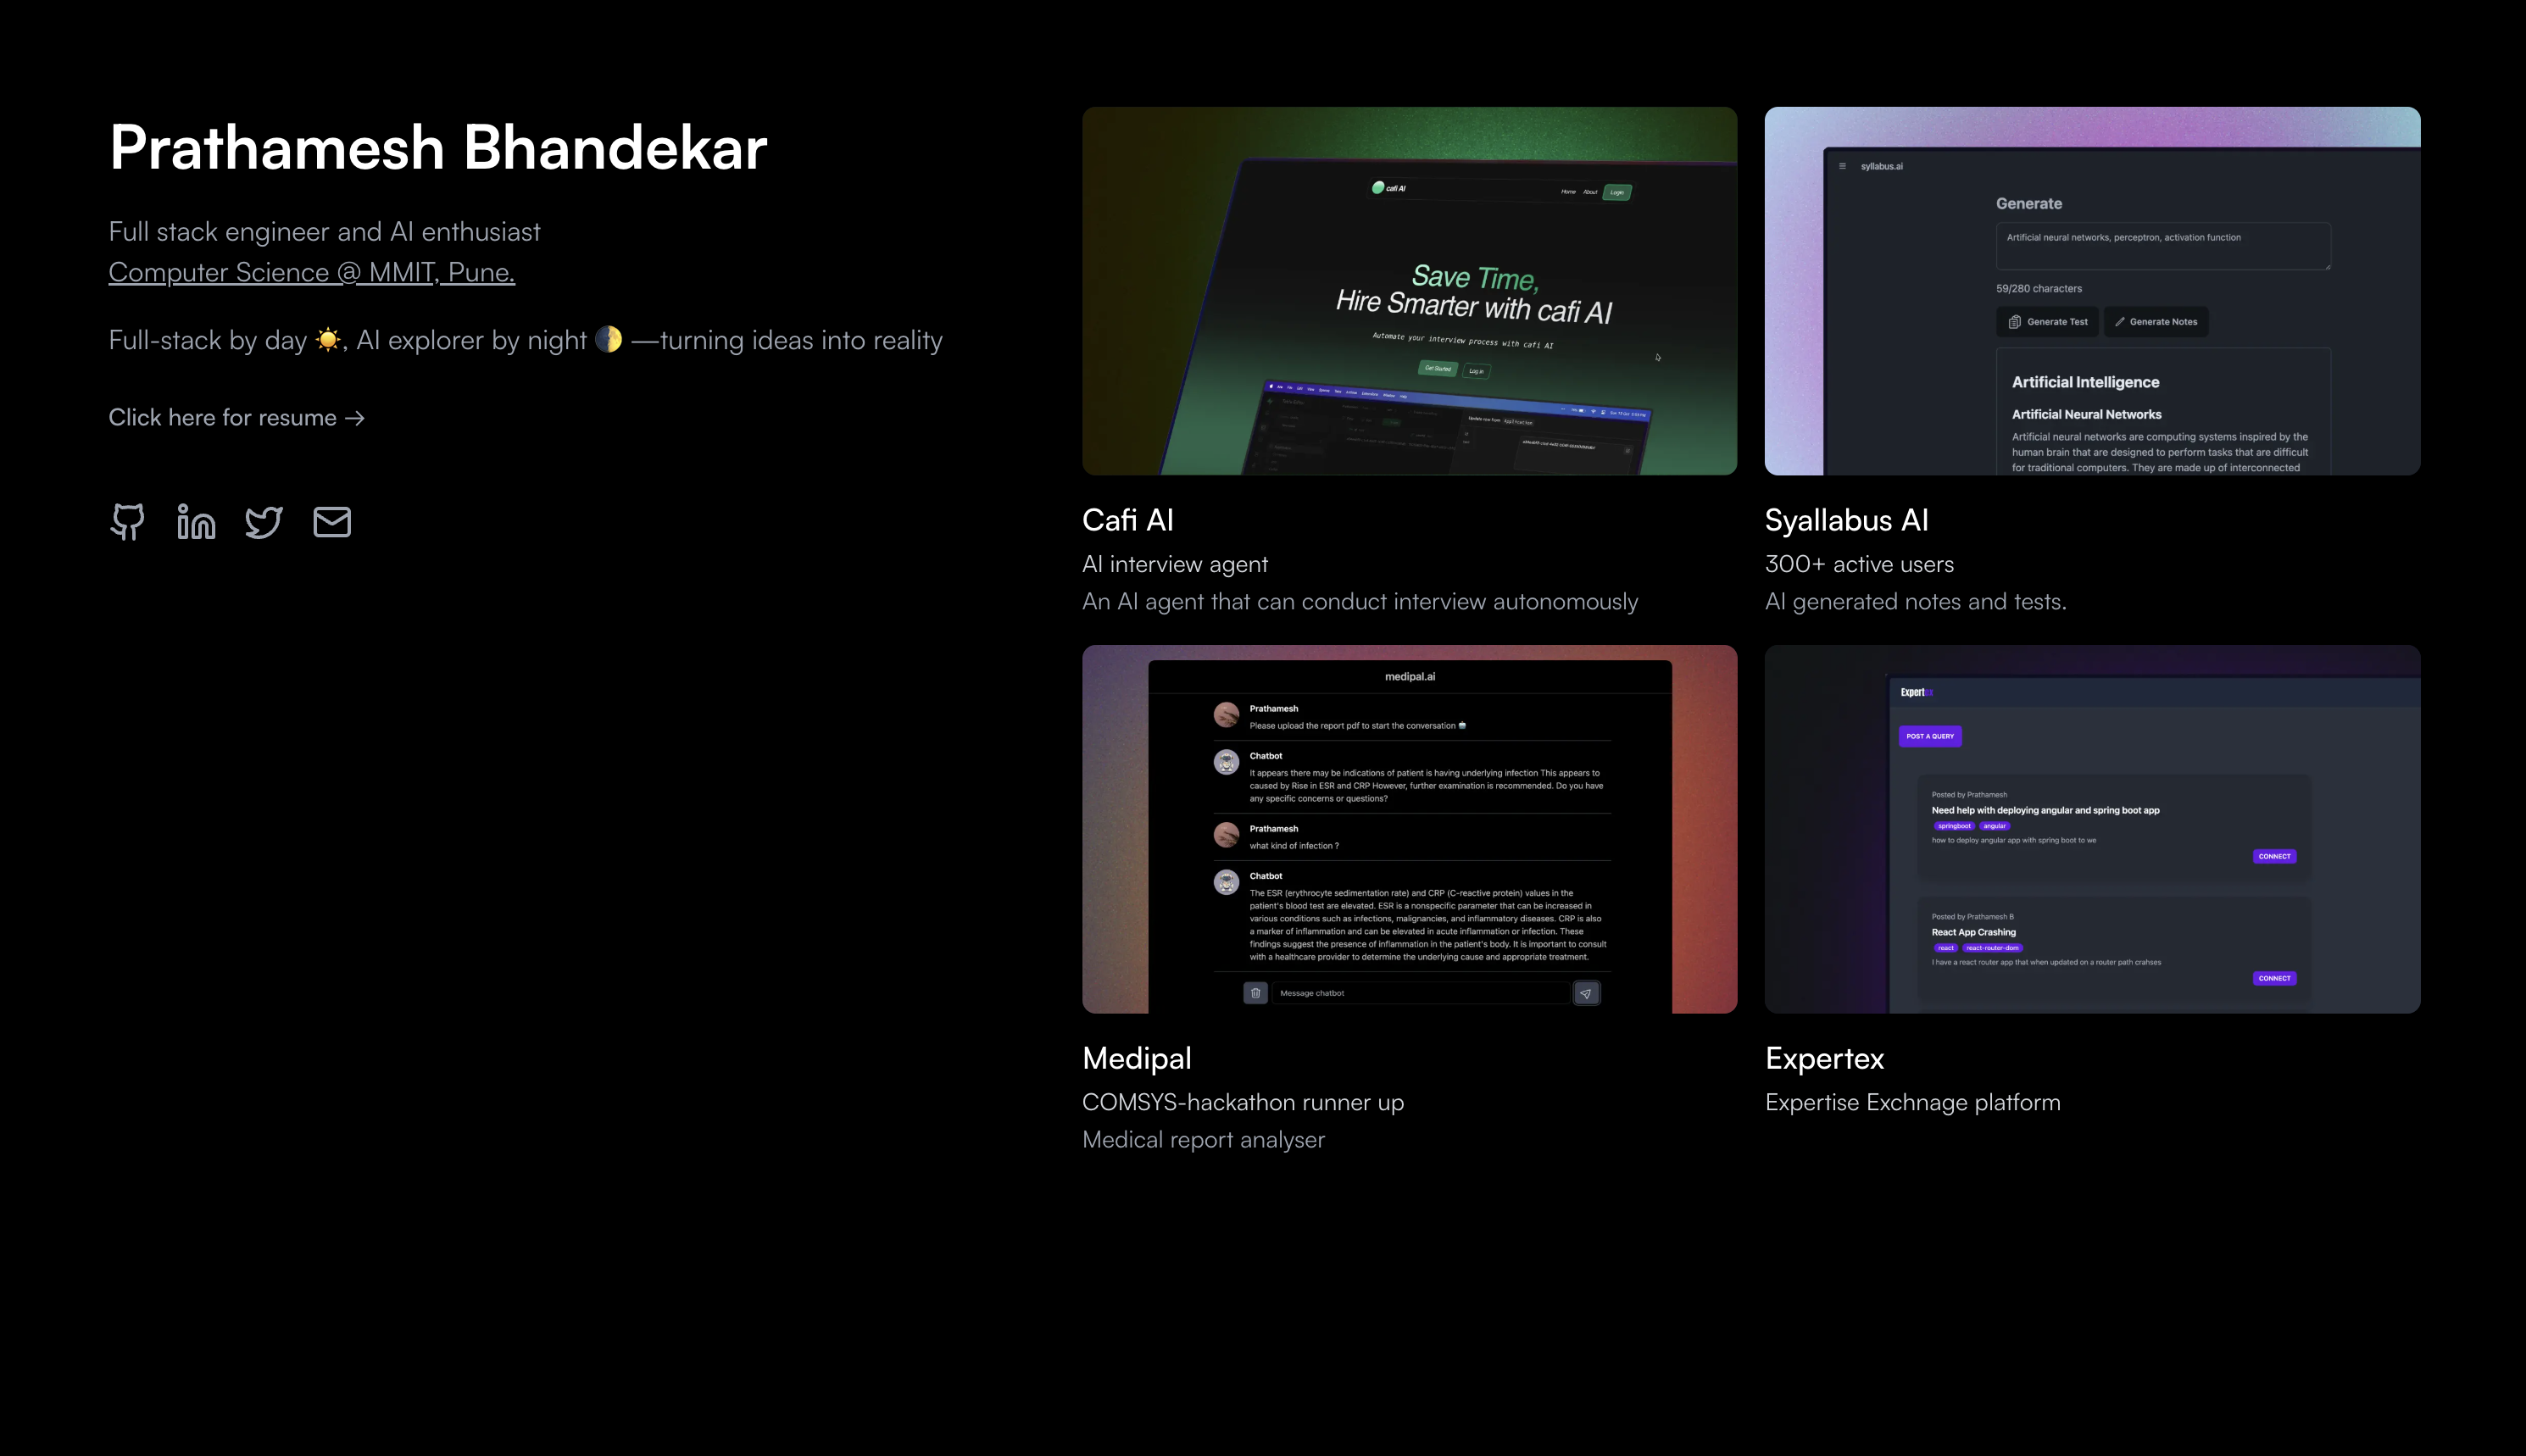 Prathamesh Bhandekar
Full stack engineer and AI enthusiast
Computer Science @ MMIT, Pune.
Full-stack by day ☀️, AI explorer by night 🌓 —turning ideas into reality
Click here for resume →
cafi AI
Home About Login
Save Time,
Hire Smarter with cafi AI
Automate your interview process with cafi AI
Get Started Log in
Cafi AI
AI interview agent
An AI agent that can conduct interview autonomously
syllabus.ai
Generate
Artificial neural networks, perceptron, activation function
59/280 characters
Generate Test Generate Notes
Artificial Intelligence
Artificial Neural Networks
Artificial neural networks are computing systems inspired by the
human brain that are designed to perform tasks that are difficult
for traditional computers. They are made up of interconnected
Syallabus AI
300+ active users
AI generated notes and tests.
medipal.ai
Prathamesh
Please upload the report pdf to start the conversation
Chatbot
It appears there may be indications of patient is having underlying infection This appears to
caused by Rise in ESR and CRP However, further examination is recommended. Do you have
any specific concerns or questions?
Prathamesh
what kind of infection ?
Chatbot
The ESR (erythrocyte sedimentation rate) and CRP (C-reactive protein) values in the
patient's blood test are elevated. ESR is a nonspecific parameter that can be increased in
various conditions such as infections, malignancies, and inflammatory diseases. CRP is also
a marker of inflammation and can be elevated in acute inflammation or infection. These
findings suggest the presence of inflammation in the patient's body. It is important to consult
with a healthcare provider to determine the underlying cause and appropriate treatment.
Message chatbot
Medipal
COMSYS-hackathon runner up
Medical report analyser
Expertex
POST A QUERY
Posted by Prathamesh
Need help with deploying angular and spring boot app
springboot angular
how to deploy angular app with spring boot to we
CONNECT
Posted by Prathamesh B
React App Crashing
react react-router-dom
I have a react router app that when updated on a router path crahses
CONNECT
Expertex
Expertise Exchnage platform